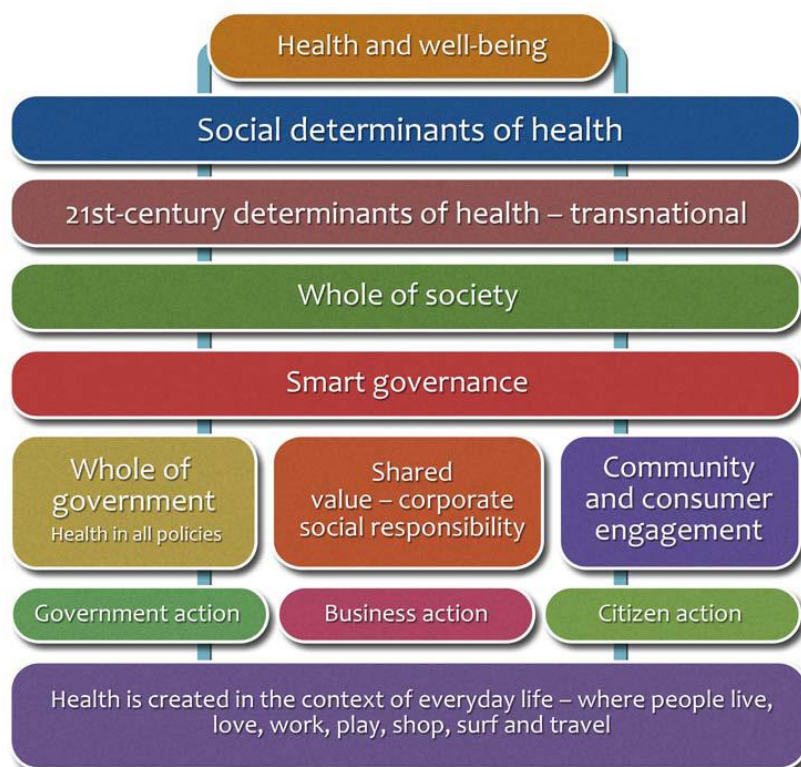 Health and well-being
Social determinants of health
21st-century determinants of health – transnational
Whole of society
Smart governance
Whole of
government
Health in all policies
Shared
value – corporate
social responsibility
Community
and consumer
engagement
Government action
Business action
Citizen action
Health is created in the context of everyday life – where people live,
love, work, play, shop, surf and travel